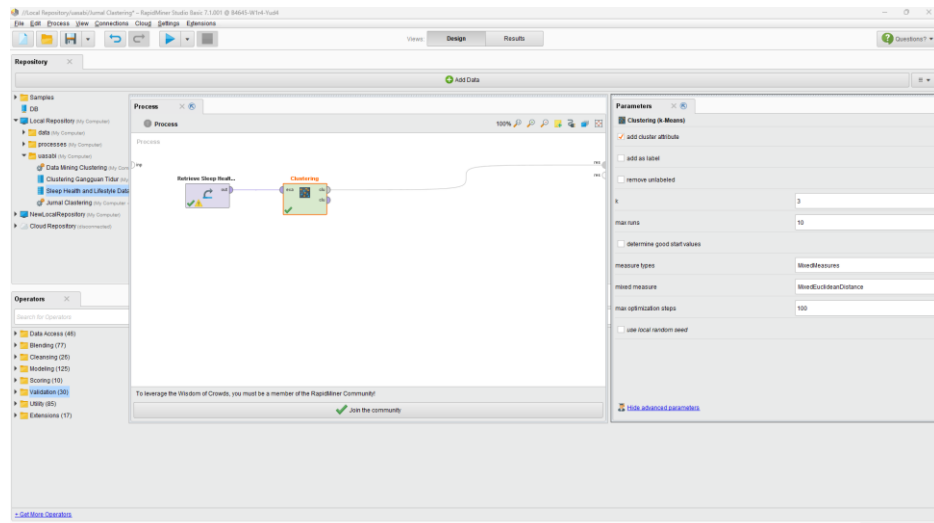 //Local Repository/uasabi/Jurnal Clastering* – RapidMiner Studio Basic 7.1.001 @ B4645-W1r4-Yudit
File Edit Process View Connections Cloud Settings Extensions
Views: Design Results
Questions?
Repository
Add Data
Samples
DB
Local Repository (My Computer)
data (My Computer)
processes (My Computer)
uasabi (My Computer)
Data Mining Clustering (My Com
Clustering Gangguan Tidur (My
Sleep Health and Lifestyle Data
Jurnal Clastering (My Computer
NewLocalRepository (My Computer)
Cloud Repository (disconnected)
Operators
Search for Operators
Data Access (46)
Blending (77)
Cleansing (26)
Modeling (125)
Scoring (10)
Validation (30)
Utility (85)
Extensions (17)
+ Get More Operators
Process
Process
100%
Process
inp
res
res
Retrieve Sleep Healt...
out
Clustering
exa
clu
clu
To leverage the Wisdom of Crowds, you must be a member of the RapidMiner Community!
Join the community
Parameters
Clustering (k-Means)
add cluster attribute
add as label
remove unlabeled
k 3
max runs 10
determine good start values
measure types MixedMeasures
mixed measure MixedEuclideanDistance
max optimization steps 100
use local random seed
Hide advanced parameters